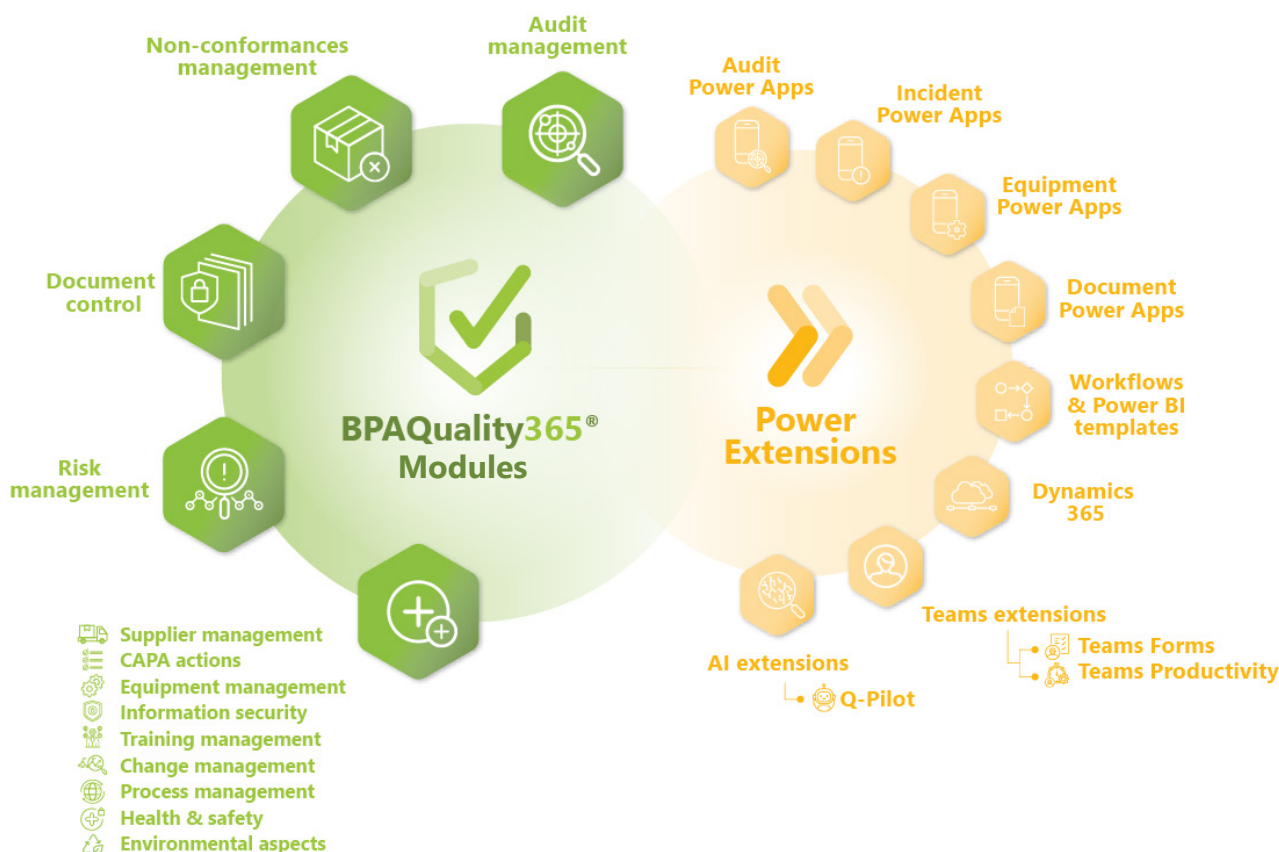 Non-conformances
management
Audit
management
Document
control
Risk
management
BPAQuality365®
Modules
Supplier management
CAPA actions
Equipment management
Information security
Training management
Change management
Process management
Health & safety
Environmental aspects
Audit
Power Apps
Incident
Power Apps
Equipment
Power Apps
Document
Power Apps
Workflows
& Power BI
templates
Dynamics
365
Power
Extensions
Teams extensions
Teams Forms
Teams Productivity
AI extensions
Q-Pilot